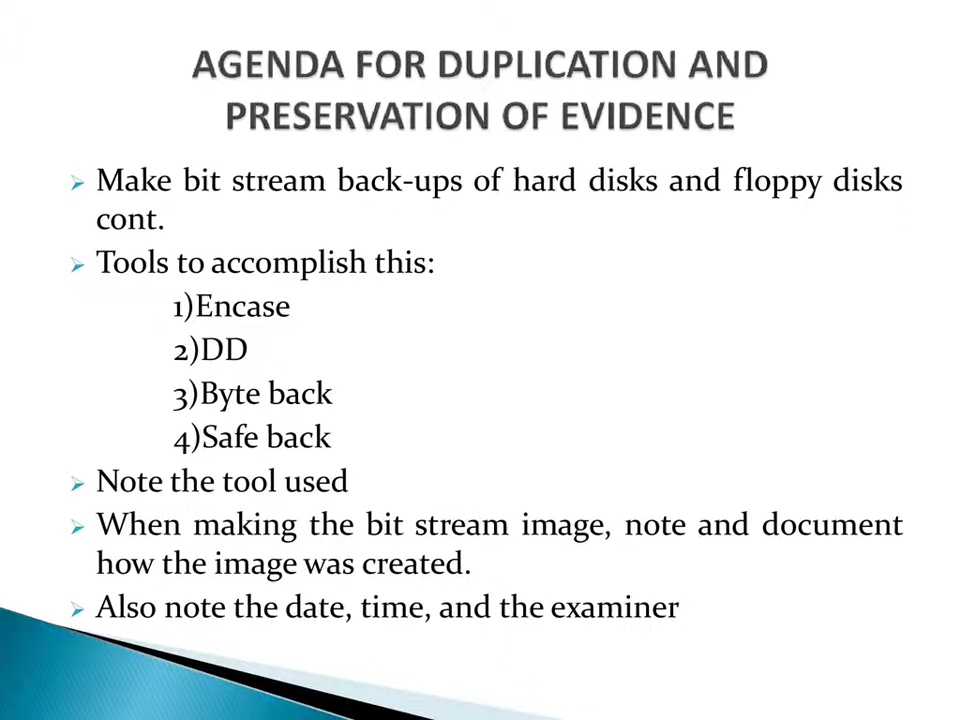 AGENDA FOR DUPLICATION AND
PRESERVATION OF EVIDENCE
Make bit stream back-ups of hard disks and floppy disks
cont.
Tools to accomplish this:
1)Encase
2)DD
3)Byte back
4)Safe back
Note the tool used
When making the bit stream image, note and document
how the image was created.
Also note the date, time, and the examiner